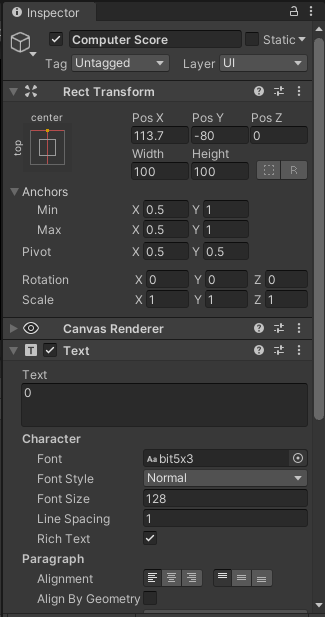 Inspector
Computer Score Static
Tag Untagged Layer UI
Rect Transform
center
top
Pos X Pos Y Pos Z
113.7 -80 0
Width Height
100 100 R
Anchors
Min X 0.5 Y 1
Max X 0.5 Y 1
Pivot X 0.5 Y 0.5
Rotation X 0 Y 0 Z 0
Scale X 1 Y 1 Z 1
Canvas Renderer
T Text
Text
0
Character
Font Aa bit5x3
Font Style Normal
Font Size 128
Line Spacing 1
Rich Text
Paragraph
Alignment
Align By Geometry